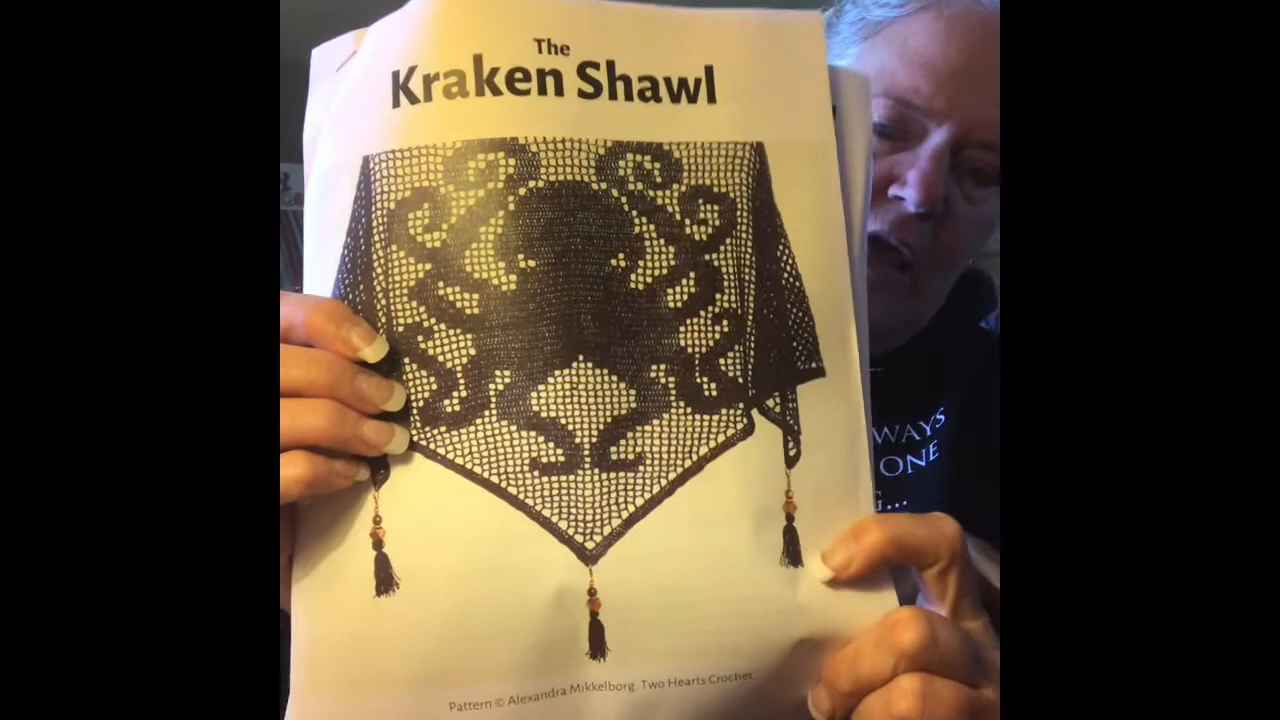 The
Kraken Shawl
Pattern © Alexandra Mikkelborg, Two Hearts Crochet
WAYS
ONE
G...